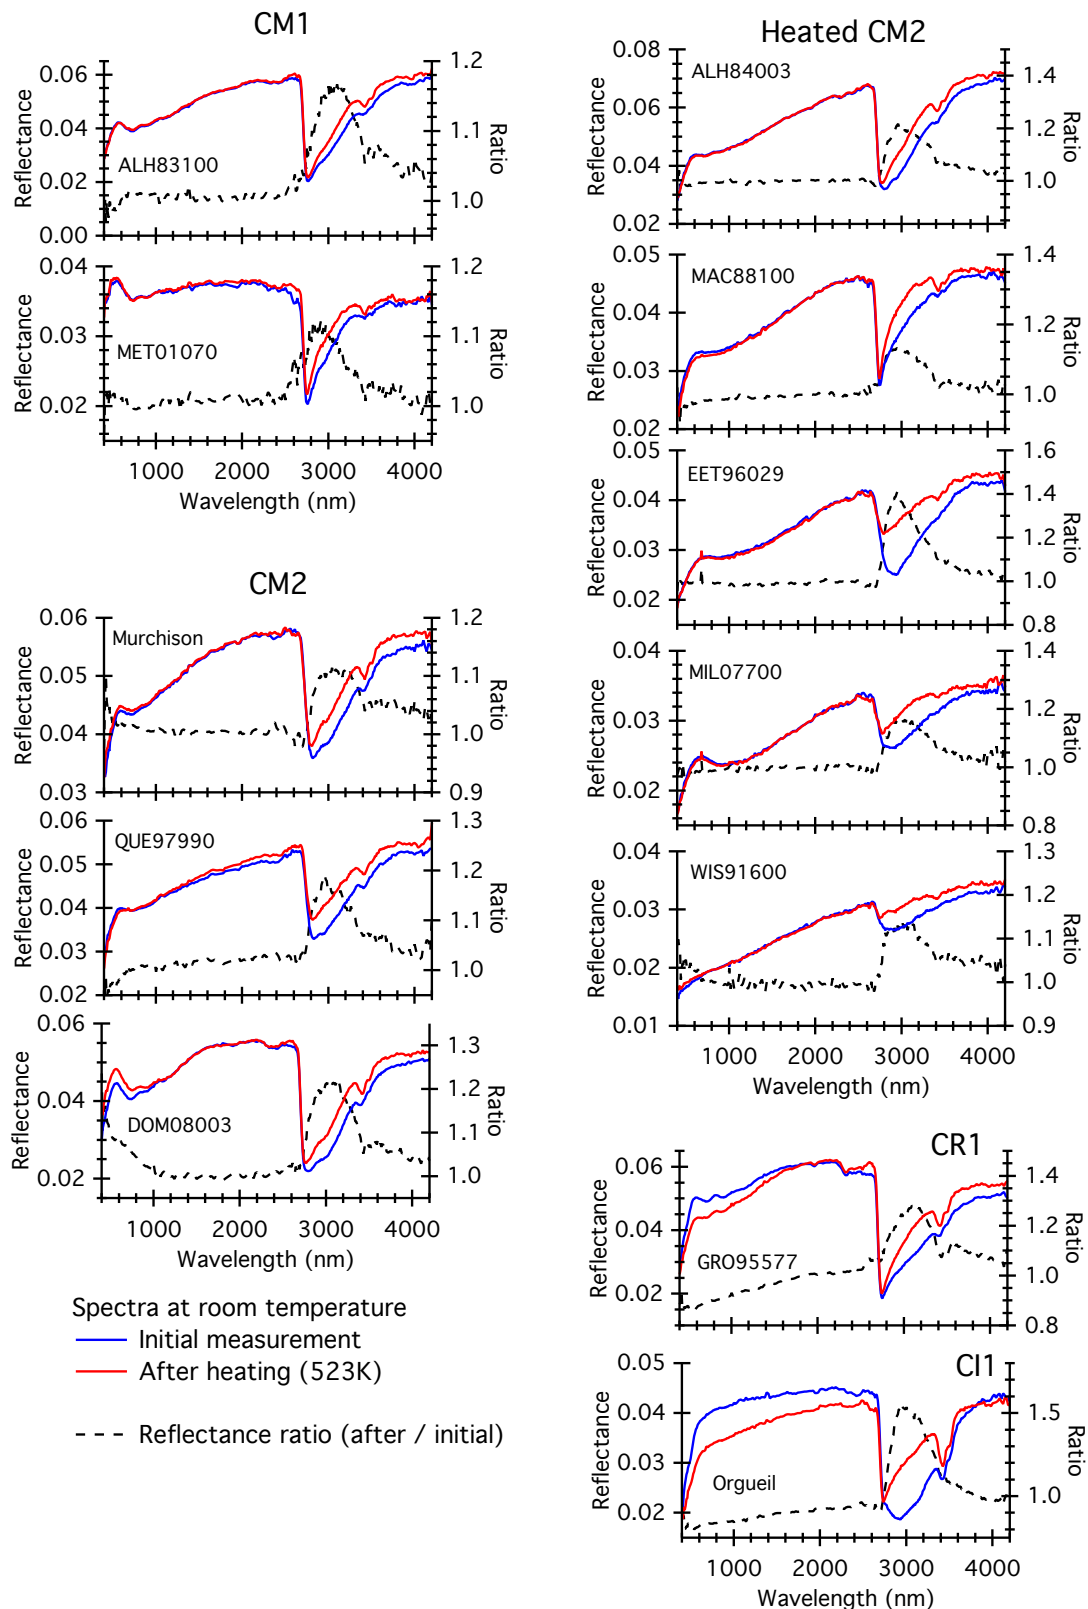 CM1
0.06
0.04
0.02
0.00
Reflectance
1.2
1.1
1.0
Ratio
ALH83100
0.04
0.03
0.02
Reflectance
1.2
1.1
1.0
Ratio
MET01070
1000 2000 3000 4000
Wavelength (nm)
CM2
0.06
0.05
0.04
0.03
Reflectance
1.2
1.1
1.0
0.9
Ratio
Murchison
0.06
0.05
0.04
0.03
0.02
Reflectance
1.3
1.2
1.1
1.0
Ratio
QUE97990
0.06
0.04
0.02
Reflectance
1.3
1.2
1.1
1.0
Ratio
DOM08003
1000 2000 3000 4000
Wavelength (nm)
Spectra at room temperature
Initial measurement
After heating (523K)
Reflectance ratio (after / initial)
Heated CM2
0.08
0.07
0.04
0.02
Reflectance
1.4
1.2
1.0
Ratio
ALH84003
0.05
0.04
0.03
0.02
Reflectance
1.4
1.2
1.0
Ratio
MAC88100
0.05
0.04
0.03
0.02
Reflectance
1.6
1.4
1.2
1.0
0.8
Ratio
EET96029
0.04
0.03
0.02
Reflectance
1.4
1.2
1.0
0.8
Ratio
MIL07700
0.04
0.03
0.02
0.01
Reflectance
1.3
1.2
1.1
1.0
0.9
Ratio
WIS91600
1000 2000 3000 4000
Wavelength (nm)
CR1
0.06
0.04
0.02
Reflectance
1.4
1.2
1.0
0.8
Ratio
GRO95577
CI1
0.05
0.04
0.03
0.02
Reflectance
1.5
1.0
Ratio
Orgueil
1000 2000 3000 4000
Wavelength (nm)